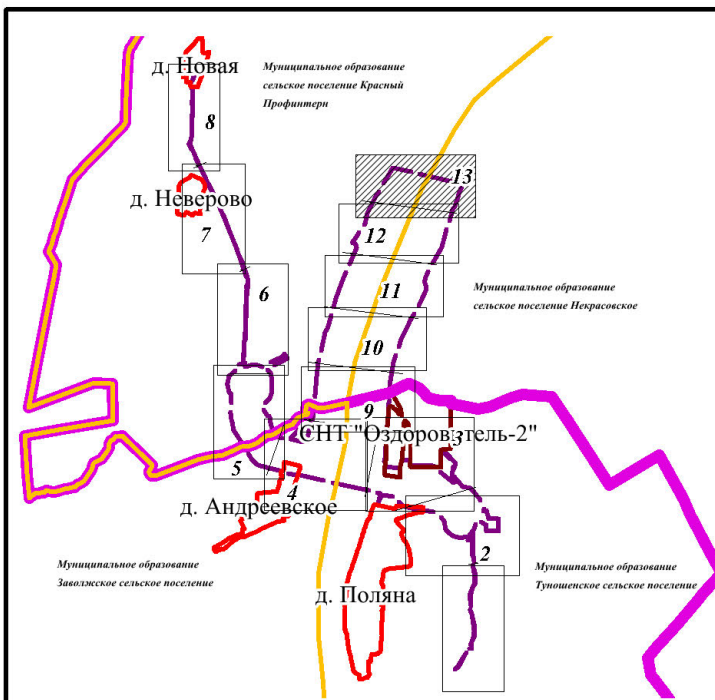 д. Новая
Муниципальное образование
сельское поселение Красный
Профинтерн
8
13
д. Неверово
7
12
6
11
Муниципальное образование
сельское поселение Некрасовское
10
9
СНТ "Оздоровитель-2"
3
5
4
д. Андреевское
2
Муниципальное образование
Заволжское сельское поселение
Муниципальное образование
Туношенское сельское поселение
д. Поляна